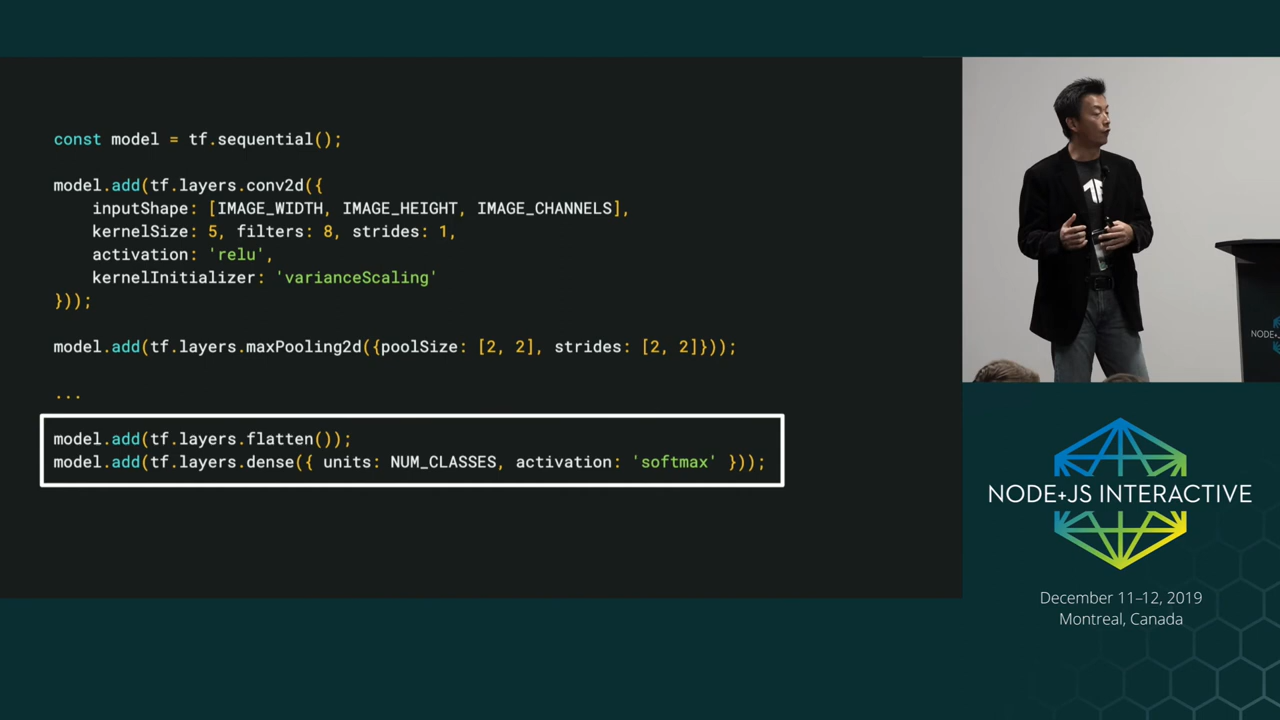 const model = tf.sequential();
model.add(tf.layers.conv2d({
inputShape: [IMAGE_WIDTH, IMAGE_HEIGHT, IMAGE_CHANNELS],
kernelSize: 5, filters: 8, strides: 1,
activation: 'relu',
kernelInitializer: 'varianceScaling'
}));
model.add(tf.layers.maxPooling2d({poolSize: [2, 2], strides: [2, 2]}));
...
model.add(tf.layers.flatten());
model.add(tf.layers.dense({ units: NUM_CLASSES, activation: 'softmax' }));
NODE+JS INTERACTIVE
December 11–12, 2019
Montreal, Canada